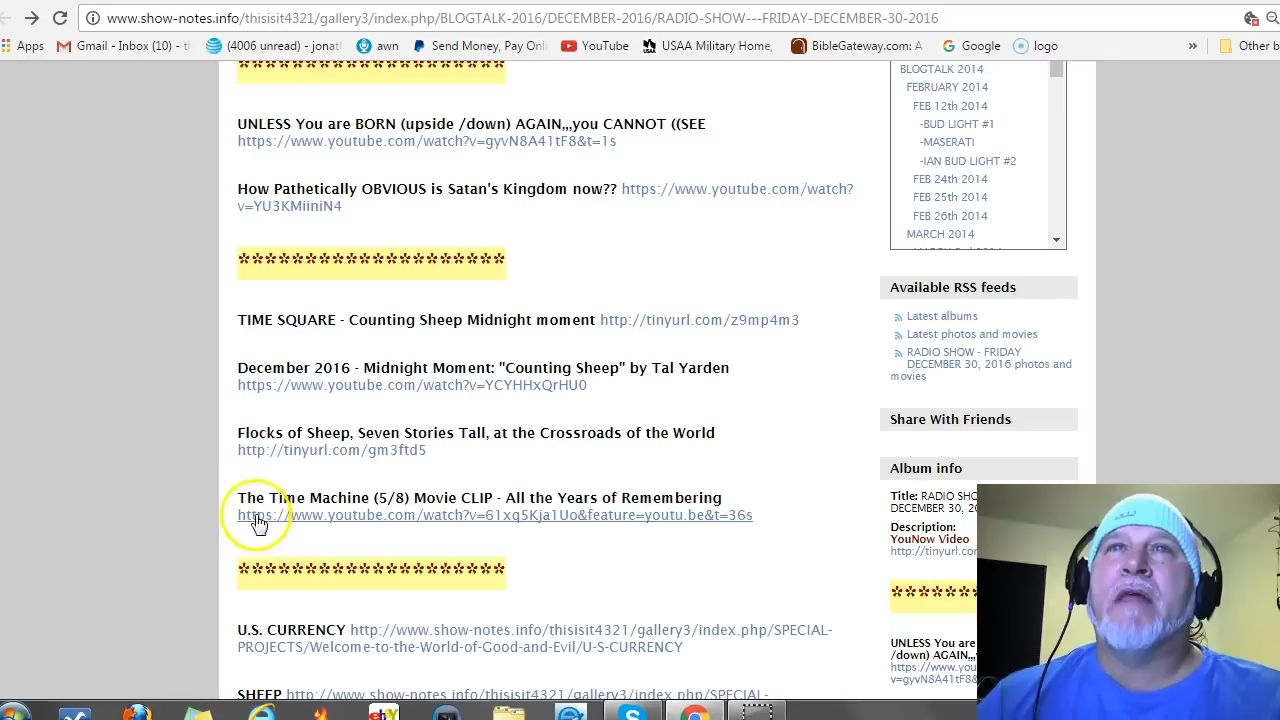 www.show-notes.info/thisisit4321/gallery3/index.php/BLOGTALK-2016/DECEMBER-2016/RADIO-SHOW---FRIDAY-DECEMBER-30-2016
Apps Gmail - Inbox (10) - (4006 unread) - jonat awn Send Money, Pay Onl YouTube USAA Military Home, BibleGateway.com: A Google logo » Other b
*******************
UNLESS You are BORN (upside /down) AGAIN,,,you CANNOT ((SEE
https://www.youtube.com/watch?v=gyvN8A41tF8&t=1s
How Pathetically OBVIOUS is Satan's Kingdom now?? https://www.youtube.com/watch?
v=YU3KMiiniN4
*******************
TIME SQUARE - Counting Sheep Midnight moment http://tinyurl.com/z9mp4m3
December 2016 - Midnight Moment: "Counting Sheep" by Tal Yarden
https://www.youtube.com/watch?v=YCYHHxQrHU0
Flocks of Sheep, Seven Stories Tall, at the Crossroads of the World
http://tinyurl.com/gm3ftd5
The Time Machine (5/8) Movie CLIP - All the Years of Remembering
https://www.youtube.com/watch?v=61xq5Kja1Uo&feature=youtu.be&t=36s
*******************
U.S. CURRENCY http://www.show-notes.info/thisisit4321/gallery3/index.php/SPECIAL-
PROJECTS/Welcome-to-the-World-of-Good-and-Evil/U-S-CURRENCY
SHEEP http://www.show-notes.info/thisisit4321/gallery3/index.php/SPECIAL-
BLOGTALK 2014
FEBRUARY 2014
FEB 12th 2014
-BUD LIGHT #1
-MASERATI
-IAN BUD LIGHT #2
FEB 24th 2014
FEB 25th 2014
FEB 26th 2014
MARCH 2014
Available RSS feeds
Latest albums
Latest photos and movies
RADIO SHOW - FRIDAY
DECEMBER 30, 2016 photos and
movies
Share With Friends
Album info
Title: RADIO SHO
DECEMBER 30, 2016
Description:
YouNow Video
http://tinyurl.com
*******
UNLESS You are
/down) AGAIN,,
https://www.you
v=gyvN8A41tF8&
ebay